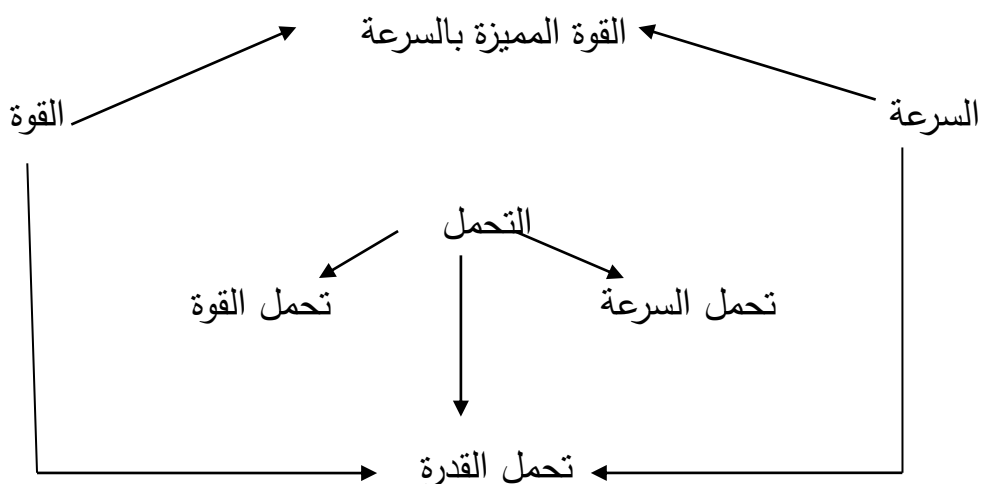 القوة المميزة بالسرعة
السرعة
القوة
التحمل
تحمل السرعة
تحمل القوة
تحمل القدرة